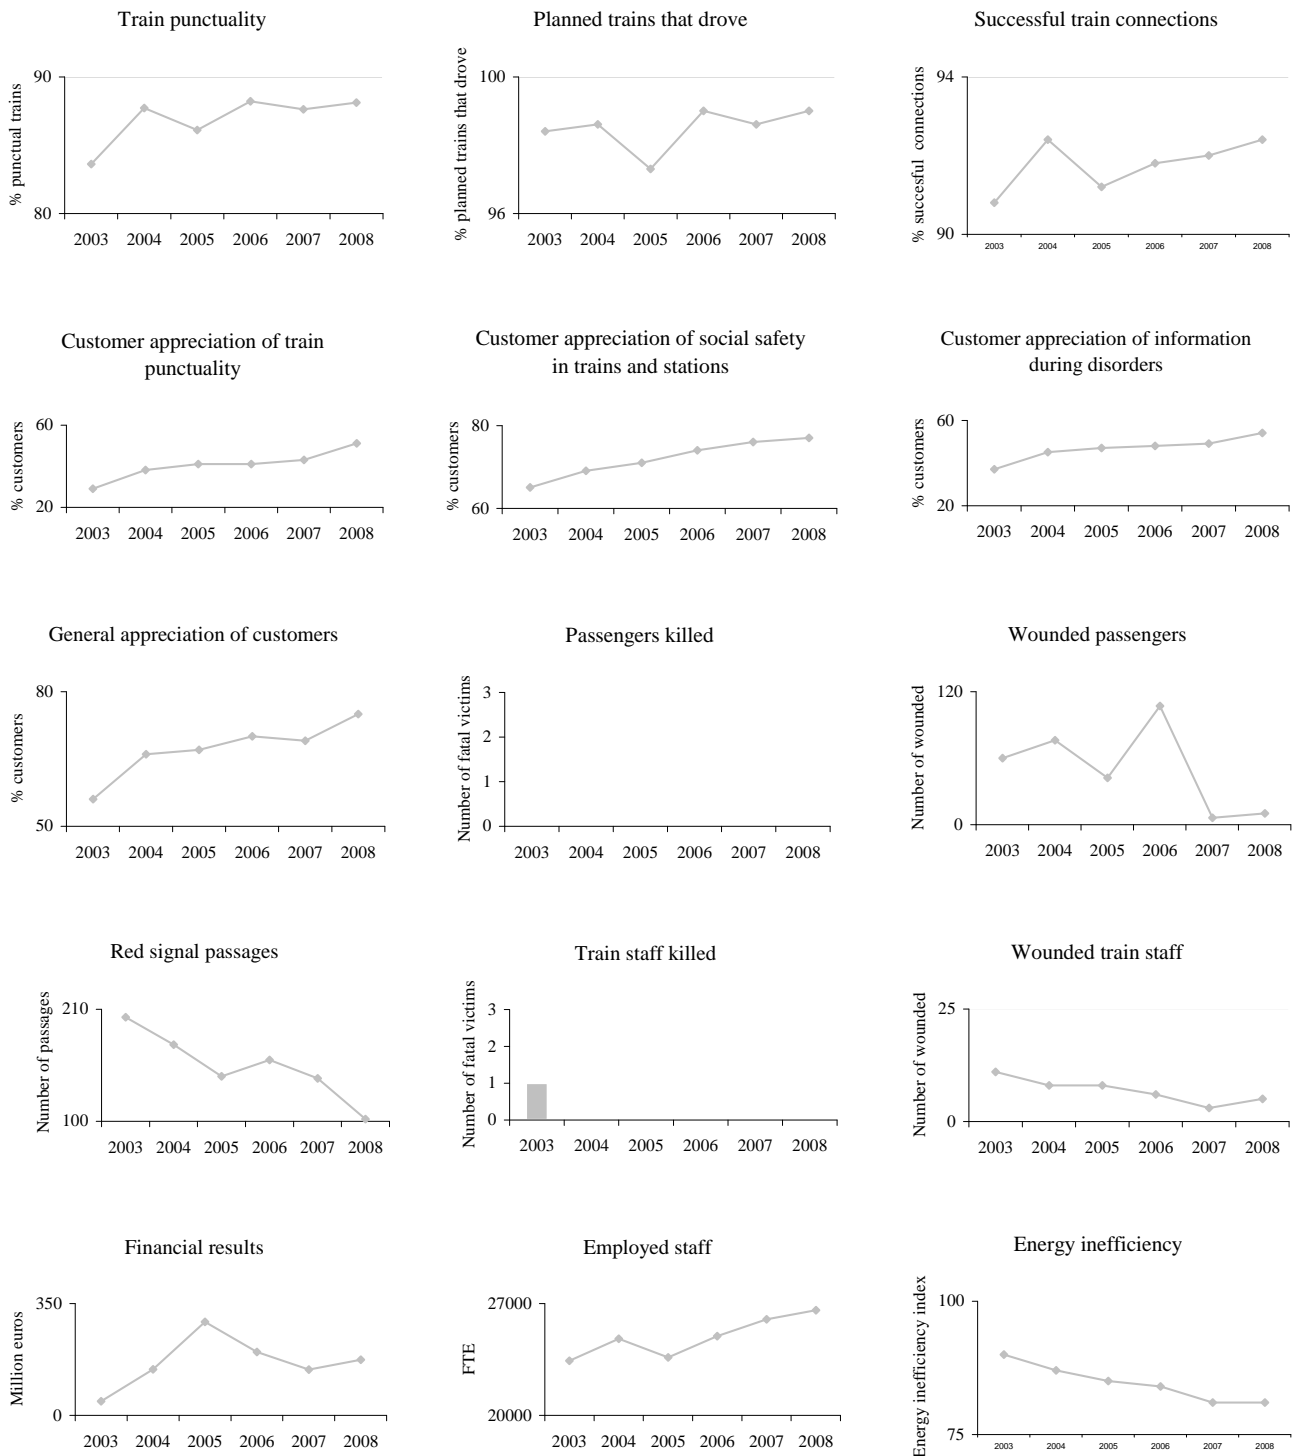 Train punctuality
% punctual trains
90
80
2003 2004 2005 2006 2007 2008
Planned trains that drove
% planned trains that drove
100
96
2003 2004 2005 2006 2007 2008
Successful train connections
% succesful connections
94
90
2003 2004 2005 2006 2007 2008
Customer appreciation of train
punctuality
% customers
60
20
2003 2004 2005 2006 2007 2008
Customer appreciation of social safety
in trains and stations
% customers
80
60
2003 2004 2005 2006 2007 2008
Customer appreciation of information
during disorders
% customers
60
20
2003 2004 2005 2006 2007 2008
General appreciation of customers
% customers
80
50
2003 2004 2005 2006 2007 2008
Passengers killed
Number of fatal victims
3
2
1
0
2003 2004 2005 2006 2007 2008
Wounded passengers
Number of wounded
120
0
2003 2004 2005 2006 2007 2008
Red signal passages
Number of passages
210
100
2003 2004 2005 2006 2007 2008
Train staff killed
Number of fatal victims
3
2
1
0
2003 2004 2005 2006 2007 2008
Wounded train staff
Number of wounded
25
0
2003 2004 2005 2006 2007 2008
Financial results
Million euros
350
0
2003 2004 2005 2006 2007 2008
Employed staff
FTE
27000
20000
2003 2004 2005 2006 2007 2008
Energy inefficiency
Energy inefficiency index
100
75
2003 2004 2005 2006 2007 2008